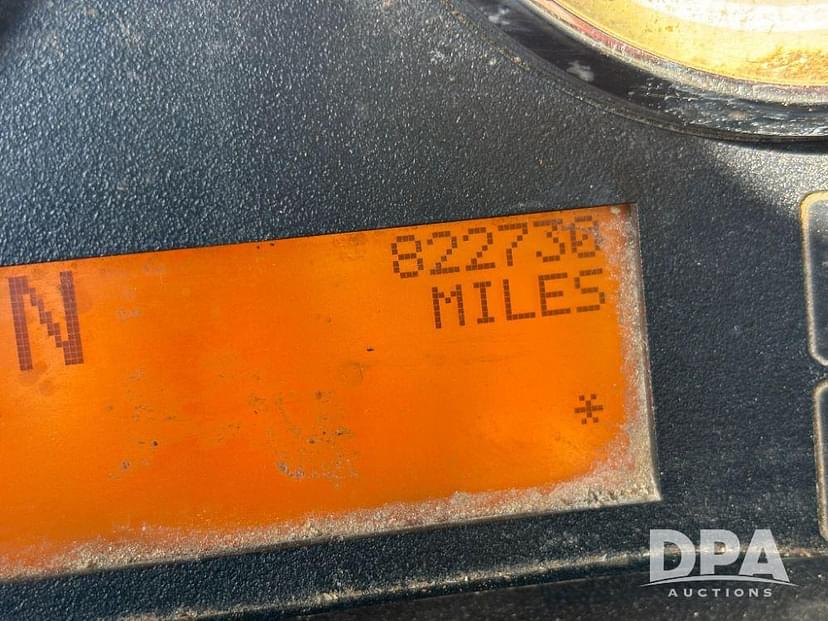 822730
N
MILES
*
DPA
AUCTIONS